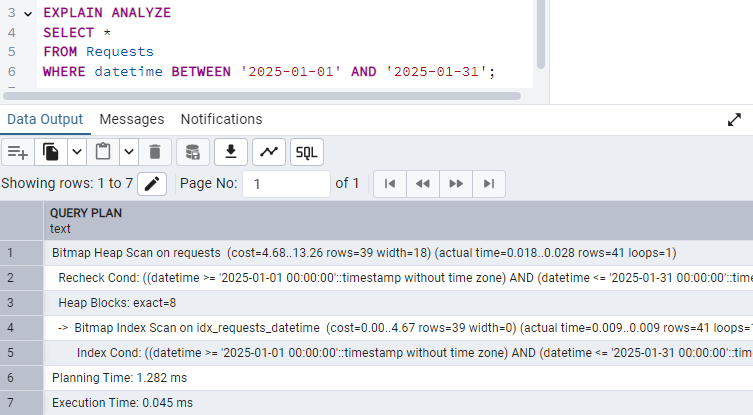 3 EXPLAIN ANALYZE
4 SELECT *
5 FROM Requests
6 WHERE datetime BETWEEN '2025-01-01' AND '2025-01-31';
Data Output Messages Notifications
SQL
Showing rows: 1 to 7 Page No: 1 of 1
QUERY PLAN
text
1 Bitmap Heap Scan on requests (cost=4.68..13.26 rows=39 width=18) (actual time=0.018..0.028 rows=41 loops=1)
2 Recheck Cond: ((datetime >= '2025-01-01 00:00:00'::timestamp without time zone) AND (datetime <= '2025-01-31 00:00:00'::time
3 Heap Blocks: exact=8
4 -> Bitmap Index Scan on idx_requests_datetime (cost=0.00..4.67 rows=39 width=0) (actual time=0.009..0.009 rows=41 loops=
5 Index Cond: ((datetime >= '2025-01-01 00:00:00'::timestamp without time zone) AND (datetime <= '2025-01-31 00:00:00'::tim
6 Planning Time: 1.282 ms
7 Execution Time: 0.045 ms